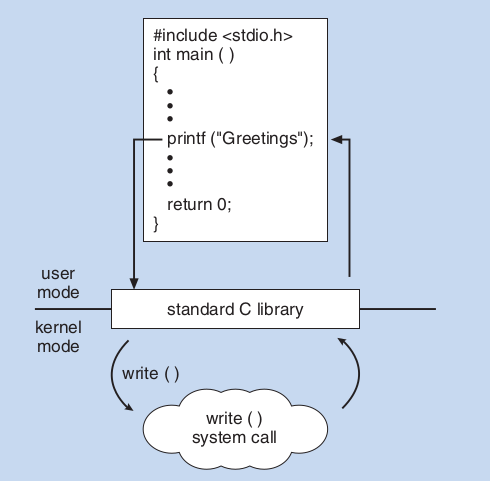 #include <stdio.h>
int main ( )
{
•
•
•
printf ("Greetings");
•
•
•
return 0;
}
user
mode
standard C library
kernel
mode
write ( )
write ( )
system call